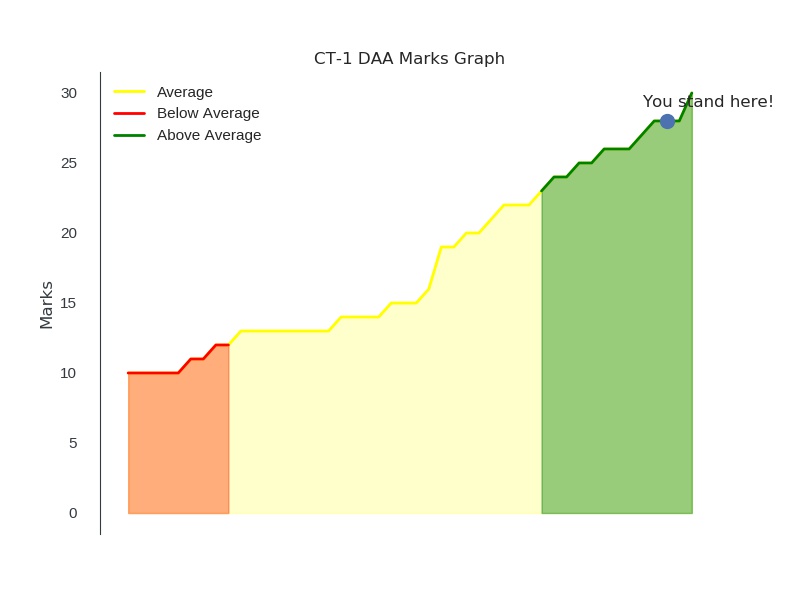 CT-1 DAA Marks Graph
Average
Below Average
Above Average
You stand here!
Marks
30
25
20
15
10
5
0